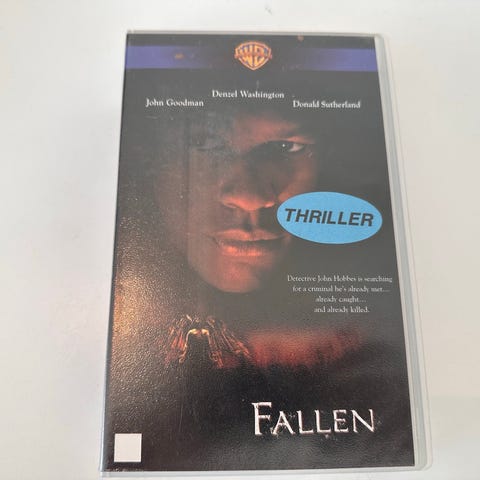 WB
Denzel Washington
John Goodman Donald Sutherland
THRILLER
Detective John Hobbes is searching
for a criminal he's already met...
already caught...
and already killed.
FALLEN